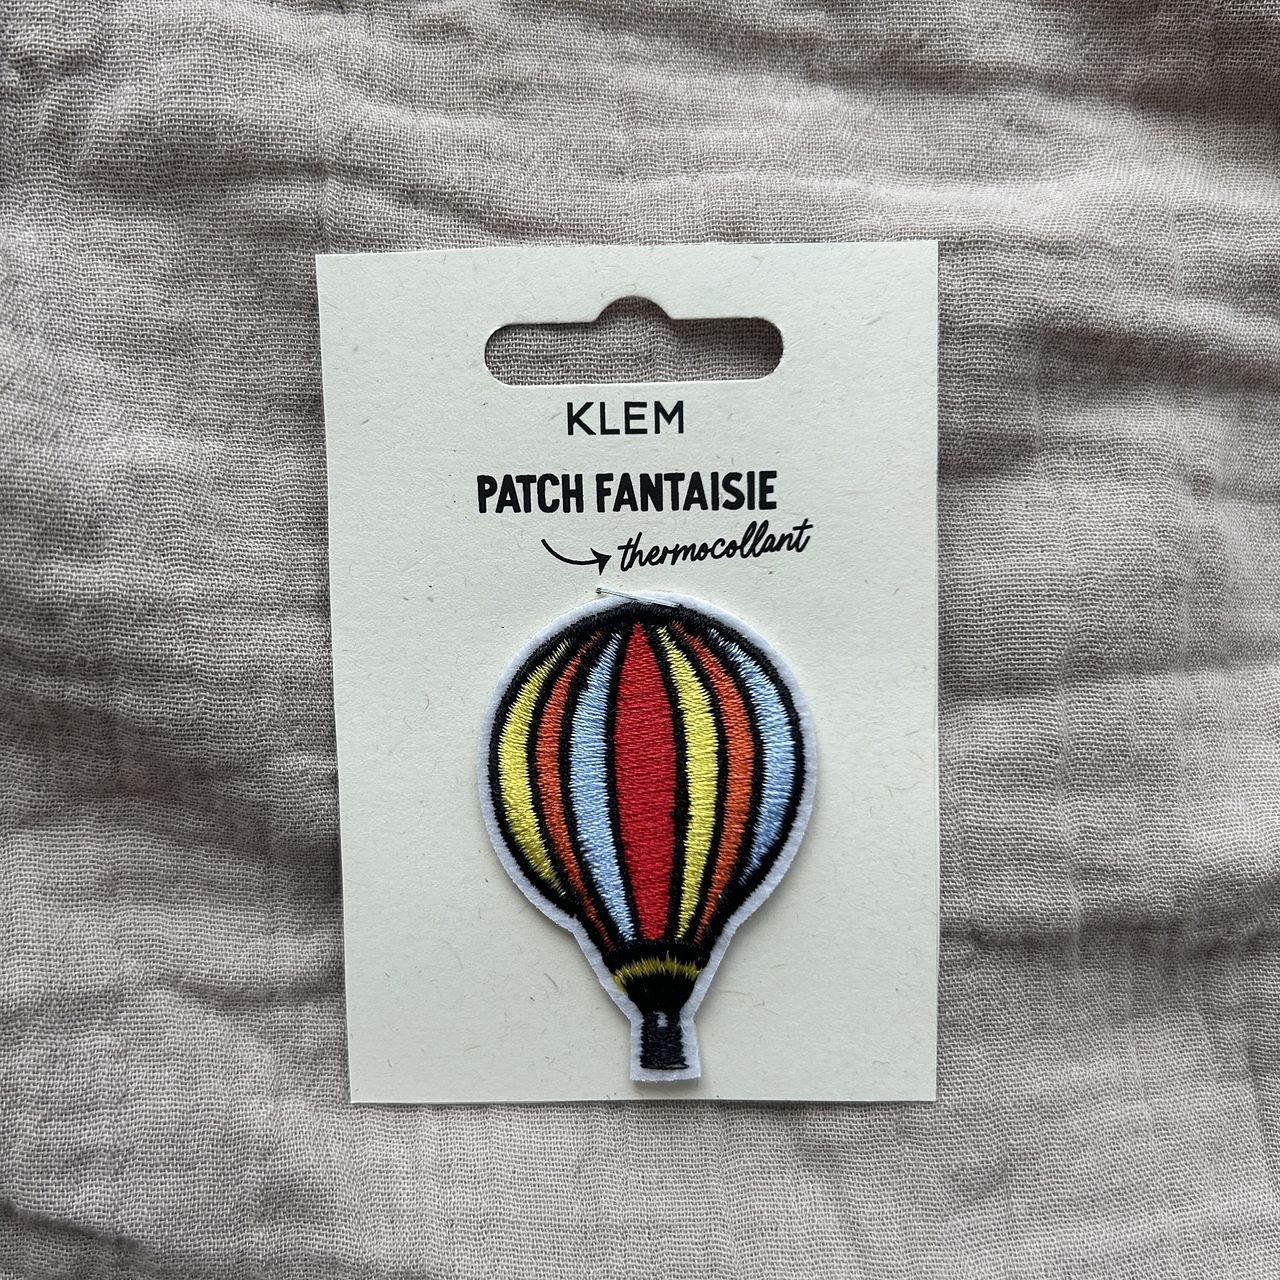 KLEM
PATCH FANTAISIE
thermocollant